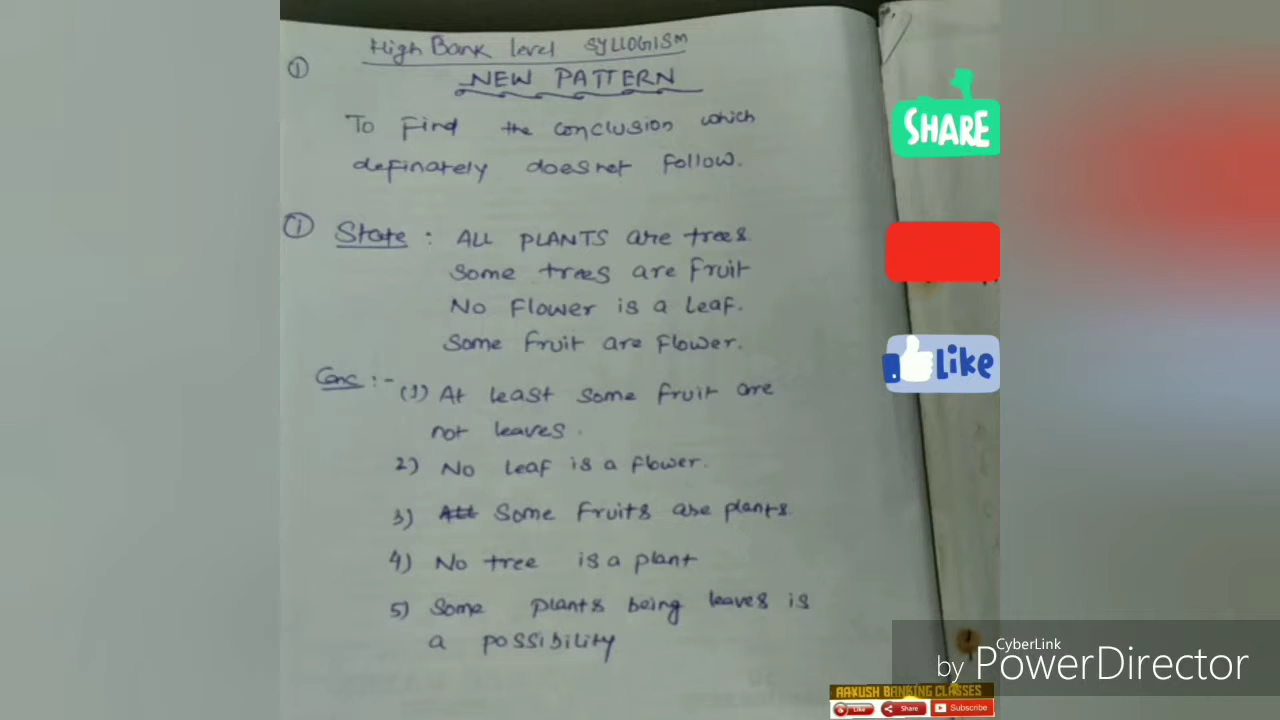 High Bank level SYLLOGISM
① NEW PATTERN
To Find the conclusion which
definately doesnot follow.
① State : ALL PLANTS are trees
Some trees are fruit
No Flower is a Leaf.
Some fruit are Flower.
Conc :-
(1) At least some fruit are
not leaves.
2) No leaf is a flower.
3) All Some Fruits are plants.
4) No tree is a plant
5) Some plants being leaves is
a possibility
SHARE
Like
CyberLink
by PowerDirector
AAKUSH BANKING CLASSES
Like Share Subscribe